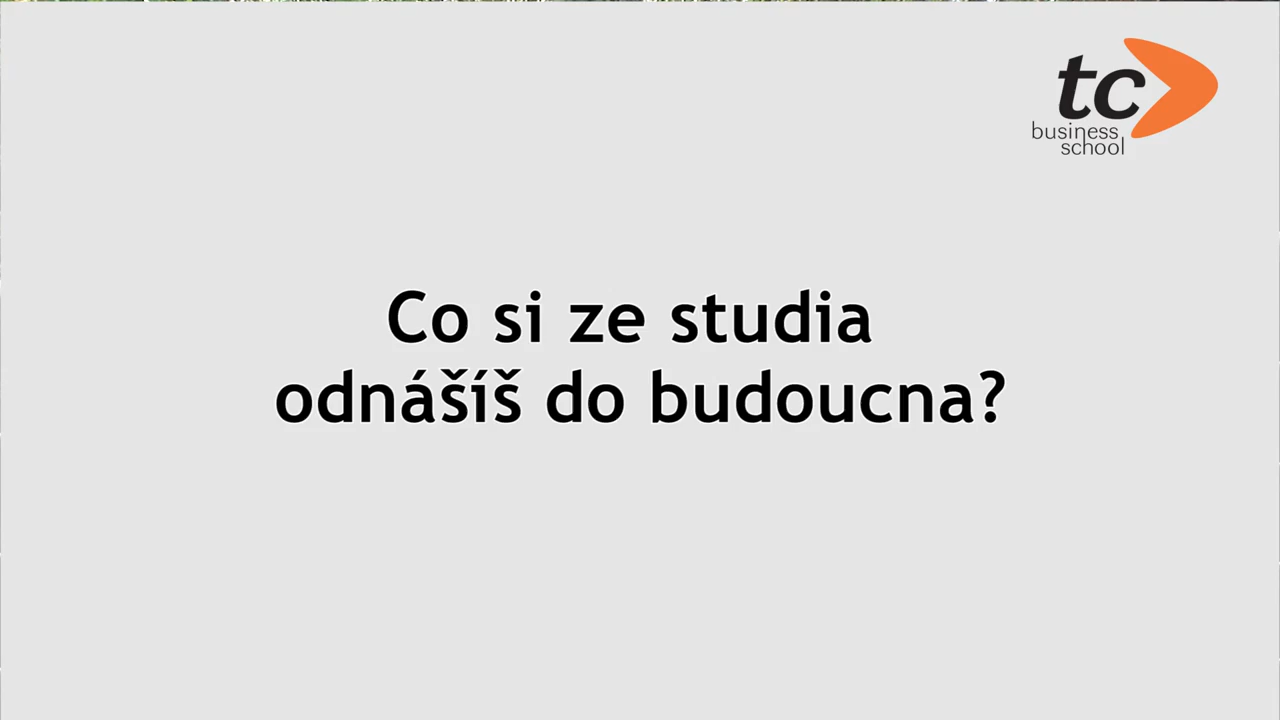 tc
business
school
Co si ze studia
odnášíš do budoucna?